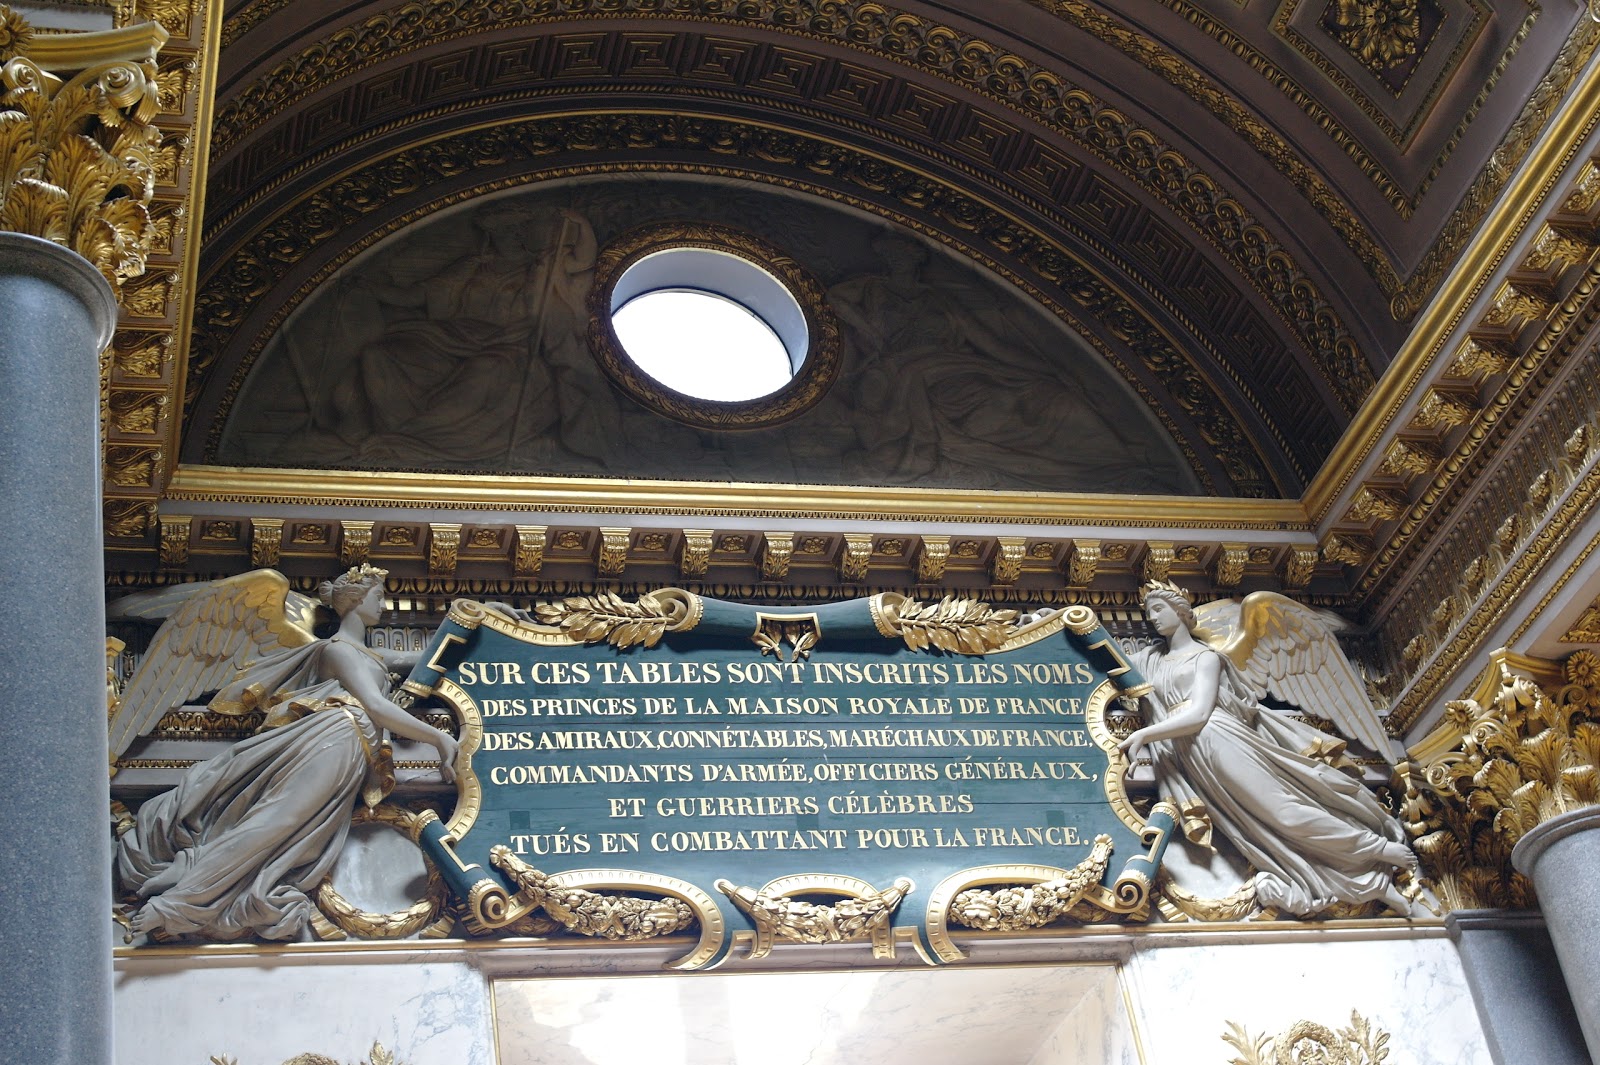 SUR CES TABLES SONT INSCRITS LES NOMS
DES PRINCES DE LA MAISON ROYALE DE FRANCE
DES AMIRAUX, CONNÉTABLES, MARÉCHAUX DE FRANCE,
COMMANDANTS D'ARMÉE, OFFICIERS GÉNÉRAUX,
ET GUERRIERS CÉLÈBRES
TUÉS EN COMBATTANT POUR LA FRANCE.